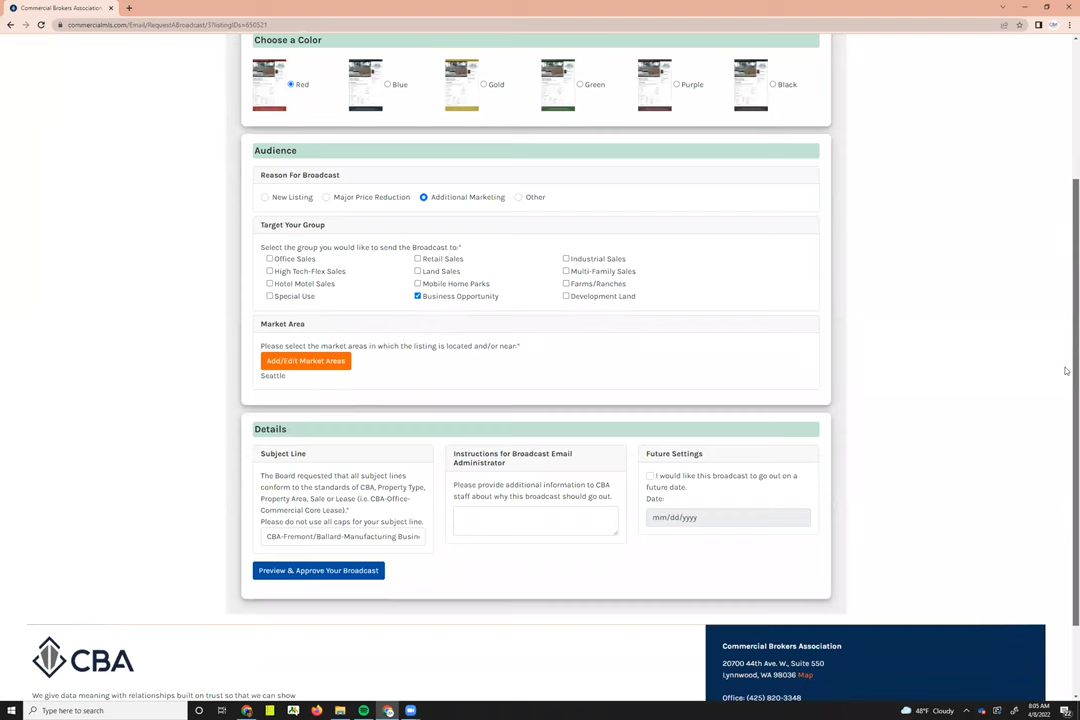 Commercial Brokers Association
commercialmls.com/Email/RequestABroadcast/3?listingIDs=650521
Choose a Color
Red
Blue
Gold
Green
Purple
Black
Audience
Reason For Broadcast
New Listing
Major Price Reduction
Additional Marketing
Other
Target Your Group
Select the group you would like to send the Broadcast to:*
Office Sales
Retail Sales
Industrial Sales
High Tech-Flex Sales
Land Sales
Multi-Family Sales
Hotel Motel Sales
Mobile Home Parks
Farms/Ranches
Special Use
Business Opportunity
Development Land
Market Area
Please select the market areas in which the listing is located and/or near:*
Add/Edit Market Areas
Seattle
Details
Subject Line
The Board requested that all subject lines
conform to the standards of CBA, Property Type,
Property Area, Sale or Lease (i.e. CBA-Office-
Commercial Core Lease).*
Please do not use all caps for your subject line.
CBA-Fremont/Ballard-Manufacturing Busin
Instructions for Broadcast Email
Administrator
Please provide additional information to CBA
staff about why this broadcast should go out.
Future Settings
I would like this broadcast to go out on a
future date.
Date:
mm/dd/yyyy
Preview & Approve Your Broadcast
CBA
We give data meaning with relationships built on trust so that we can show
Commercial Brokers Association
20700 44th Ave. W., Suite 550
Lynnwood, WA 98036 Map
Office: (425) 820-3348
Type here to search
48°F Cloudy
8:05 AM
4/8/2022